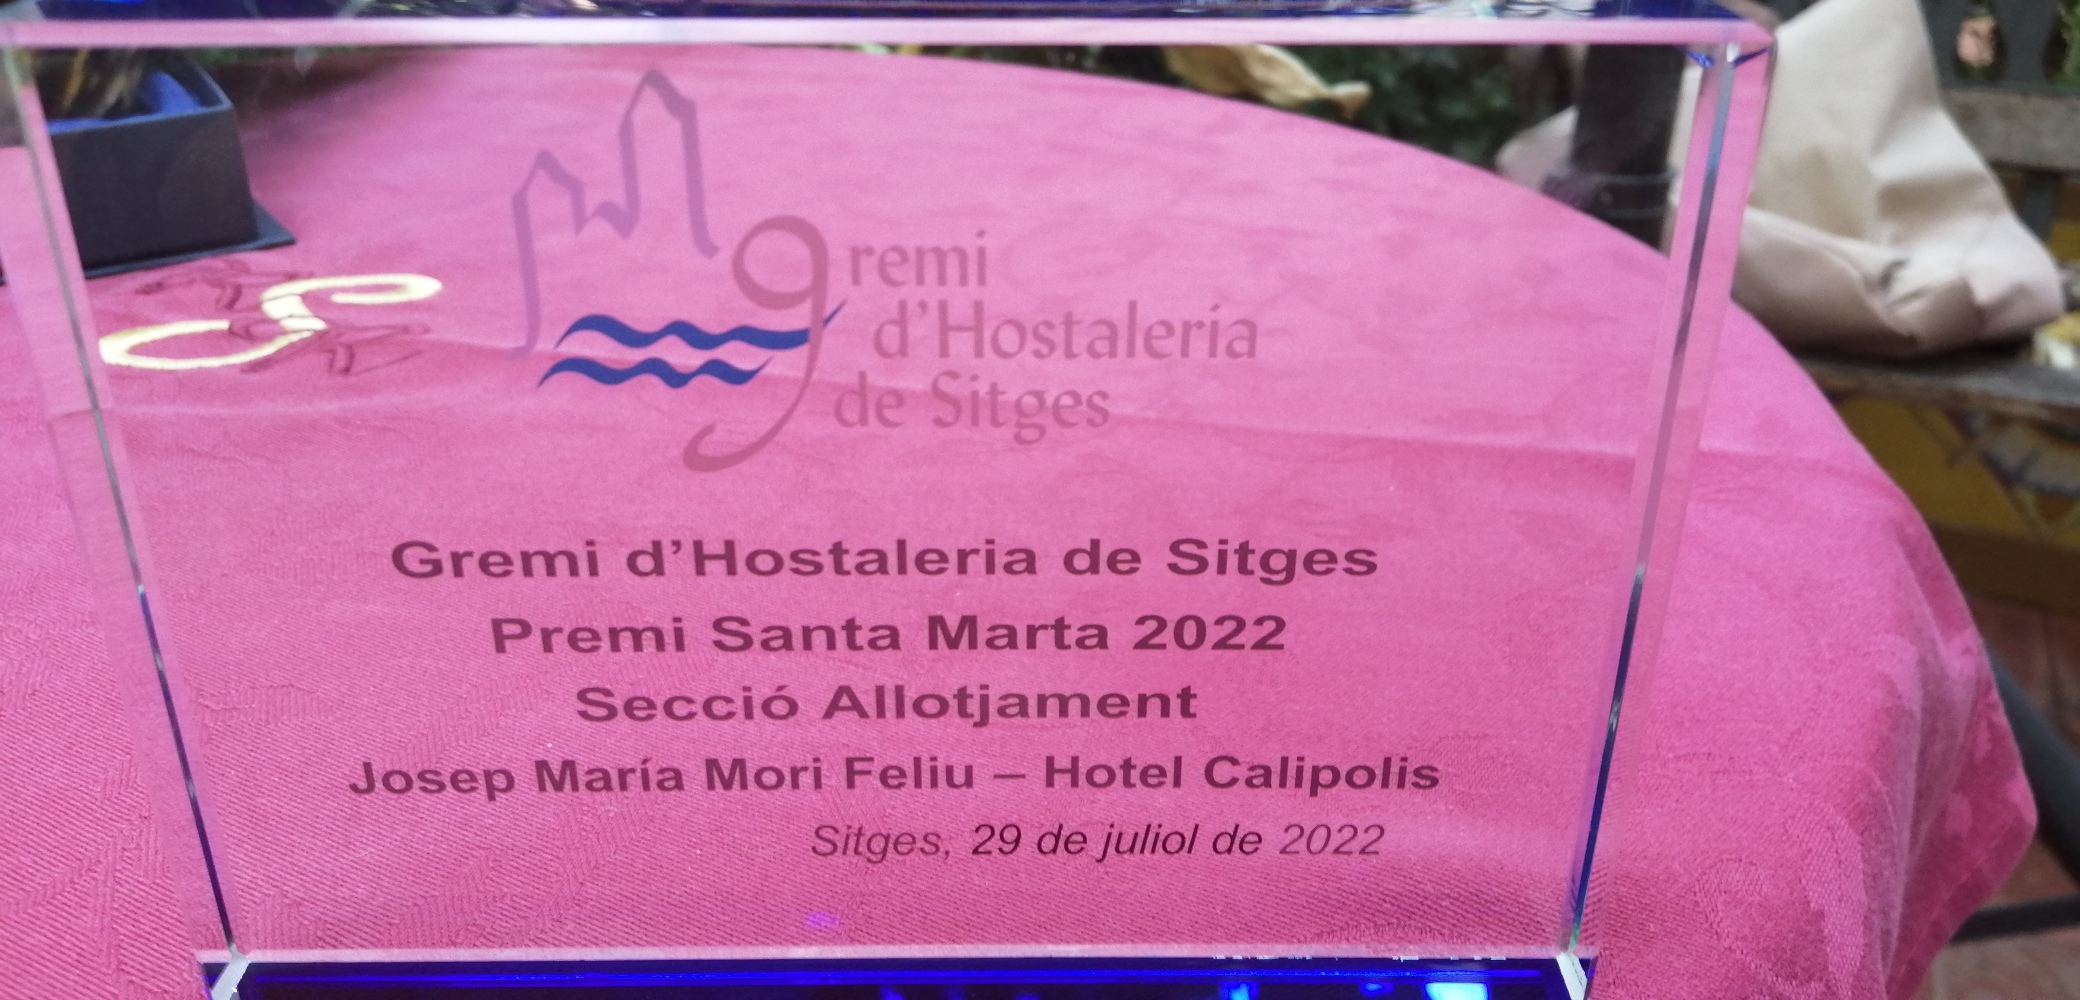 gremi
d'Hostaleria
de Sitges
S
Gremi d'Hostaleria de Sitges
Premi Santa Marta 2022
Secció Allotjament
Josep María Mori Feliu – Hotel Calipolis
Sitges, 29 de juliol de 2022